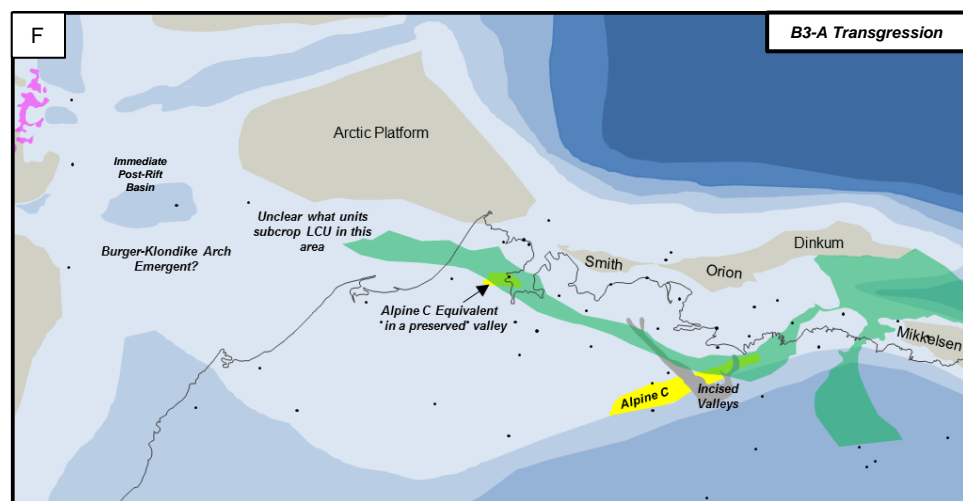 F
B3-A Transgression
Arctic Platform
Immediate
Post-Rift
Basin
Unclear what units
subcrop LCU in this
area
Burger-Klondike Arch
Emergent?
Dinkum
Smith
Orion
Alpine C Equivalent
in a preserved valley
Mikkelsen
Alpine C
Incised
Valleys